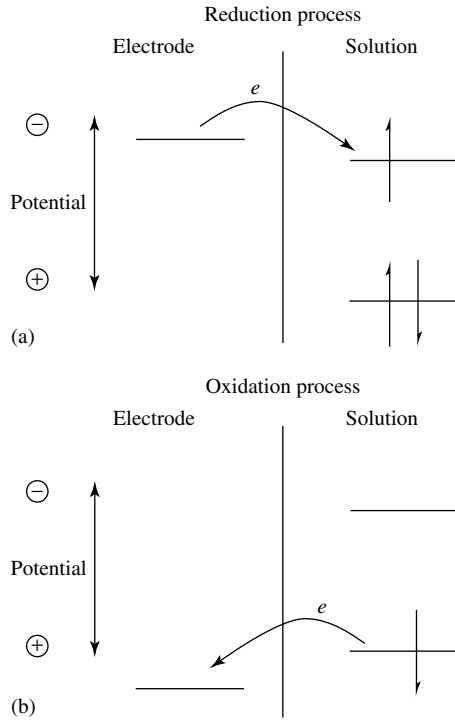 Reduction process
Electrode Solution
e
−
Potential
+
(a)
Oxidation process
Electrode Solution
−
Potential
e
+
(b)